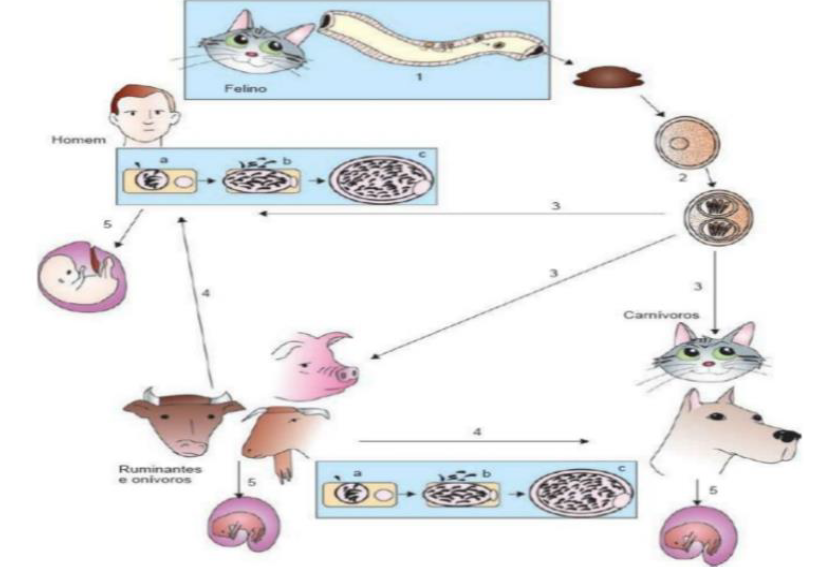 Felino
1
Homem
a
b
c
2
5
3
3
3
4
Carnívoros
4
Ruminantes
e onívoros
5
a
b
c
5